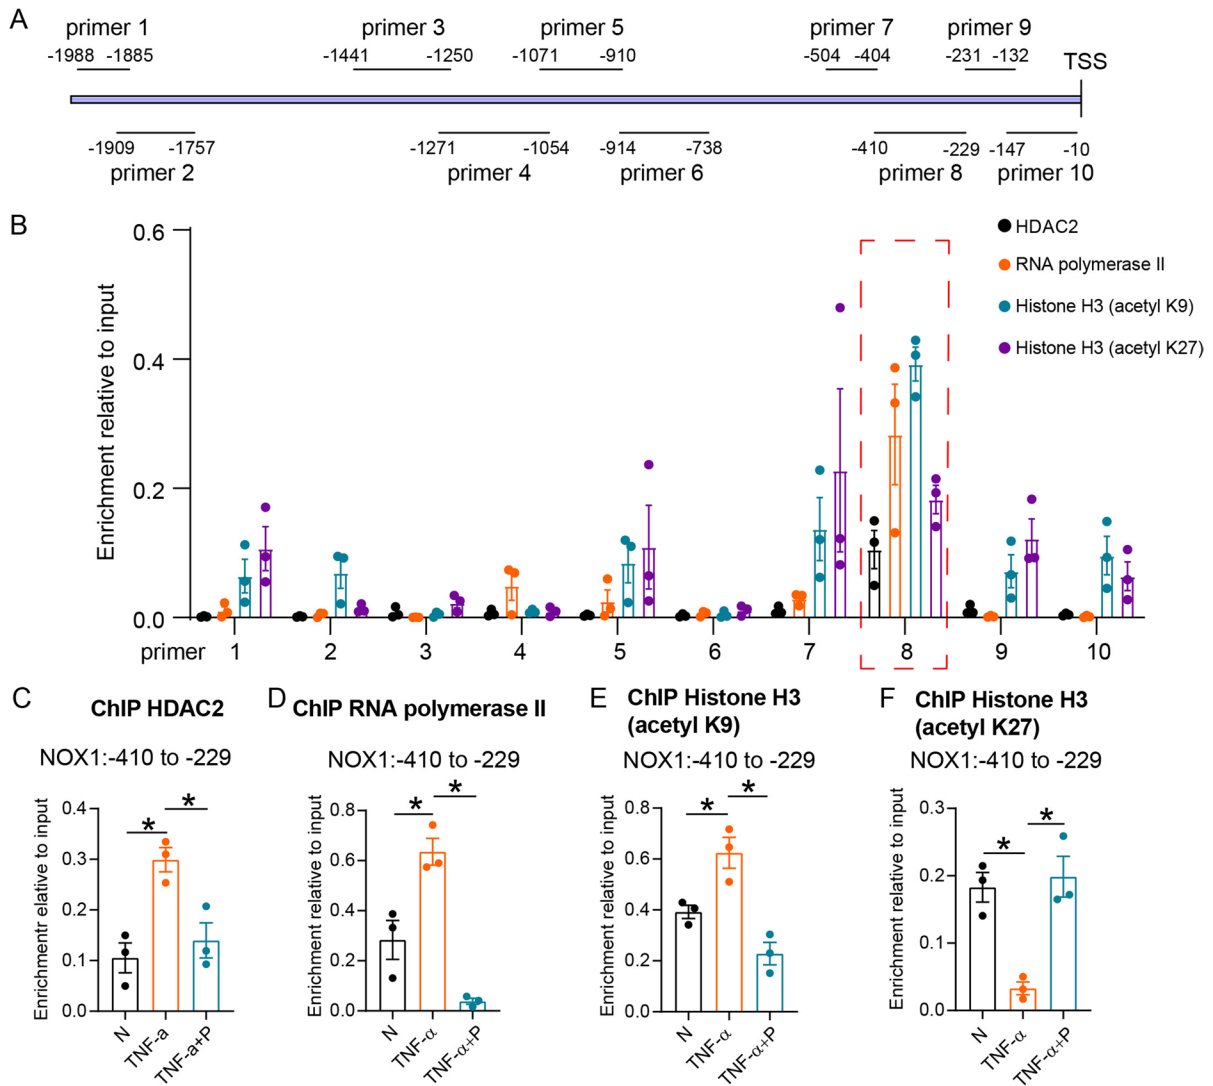 A
primer 1
primer 3
primer 5
primer 7
primer 9
-1988
-1885
-1441
-1250
-1071
-910
-504
-404
-231
-132
TSS
-1909
-1757
-1271
-1054
-914
-738
-410
-229
-147
-10
primer 2
primer 4
primer 6
primer 8
primer 10
B
Enrichment relative to input
0.6
0.4
0.2
0.0
HDAC2
RNA polymerase II
Histone H3 (acetyl K9)
Histone H3 (acetyl K27)
primer 1 2 3 4 5 6 7 8 9 10
C
ChIP HDAC2
NOX1:-410 to -229
Enrichmentr elative to input
0.4
0.3
0.2
0.1
0.0
*
*
N
TNF-a
TNF-a+P
D
ChIP RNA polymerase II
NOX1:-410 to -229
Enrichment relative to input
0.8
0.6
0.4
0.2
0.0
*
*
N
TNF-α
TNF-α+P
E
ChIP Histone H3
(acetyl K9)
NOX1:-410 to -229
Enrichment relative to input
0.8
0.6
0.4
0.2
0.0
*
*
N
TNF-α
TNF-α+P
F
ChIP Histone H3
(acetyl K27)
NOX1:-410 to -229
Enrichment relative to input
0.3
0.2
0.1
0.0
*
*
N
TNF-α
TNF-α+P